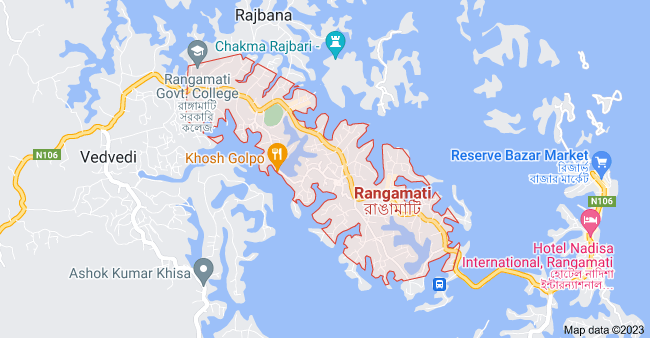 Rajbana
Chakma Rajbari -
Rangamati
Govt. College
রাঙ্গামাটি
সরকারি
কলেজ
N106
Vedvedi
Khosh Golpo
Reserve Bazar Market
রিজার্ভ
বাজার মার্কেট
Rangamati
রাঙামাটি
N106
Hotel Nadisa
International, Rangamati
হোটেল নাদিশা
ইন্টারন্যাশনাল...
Ashok Kumar Khisa
Map data ©2023